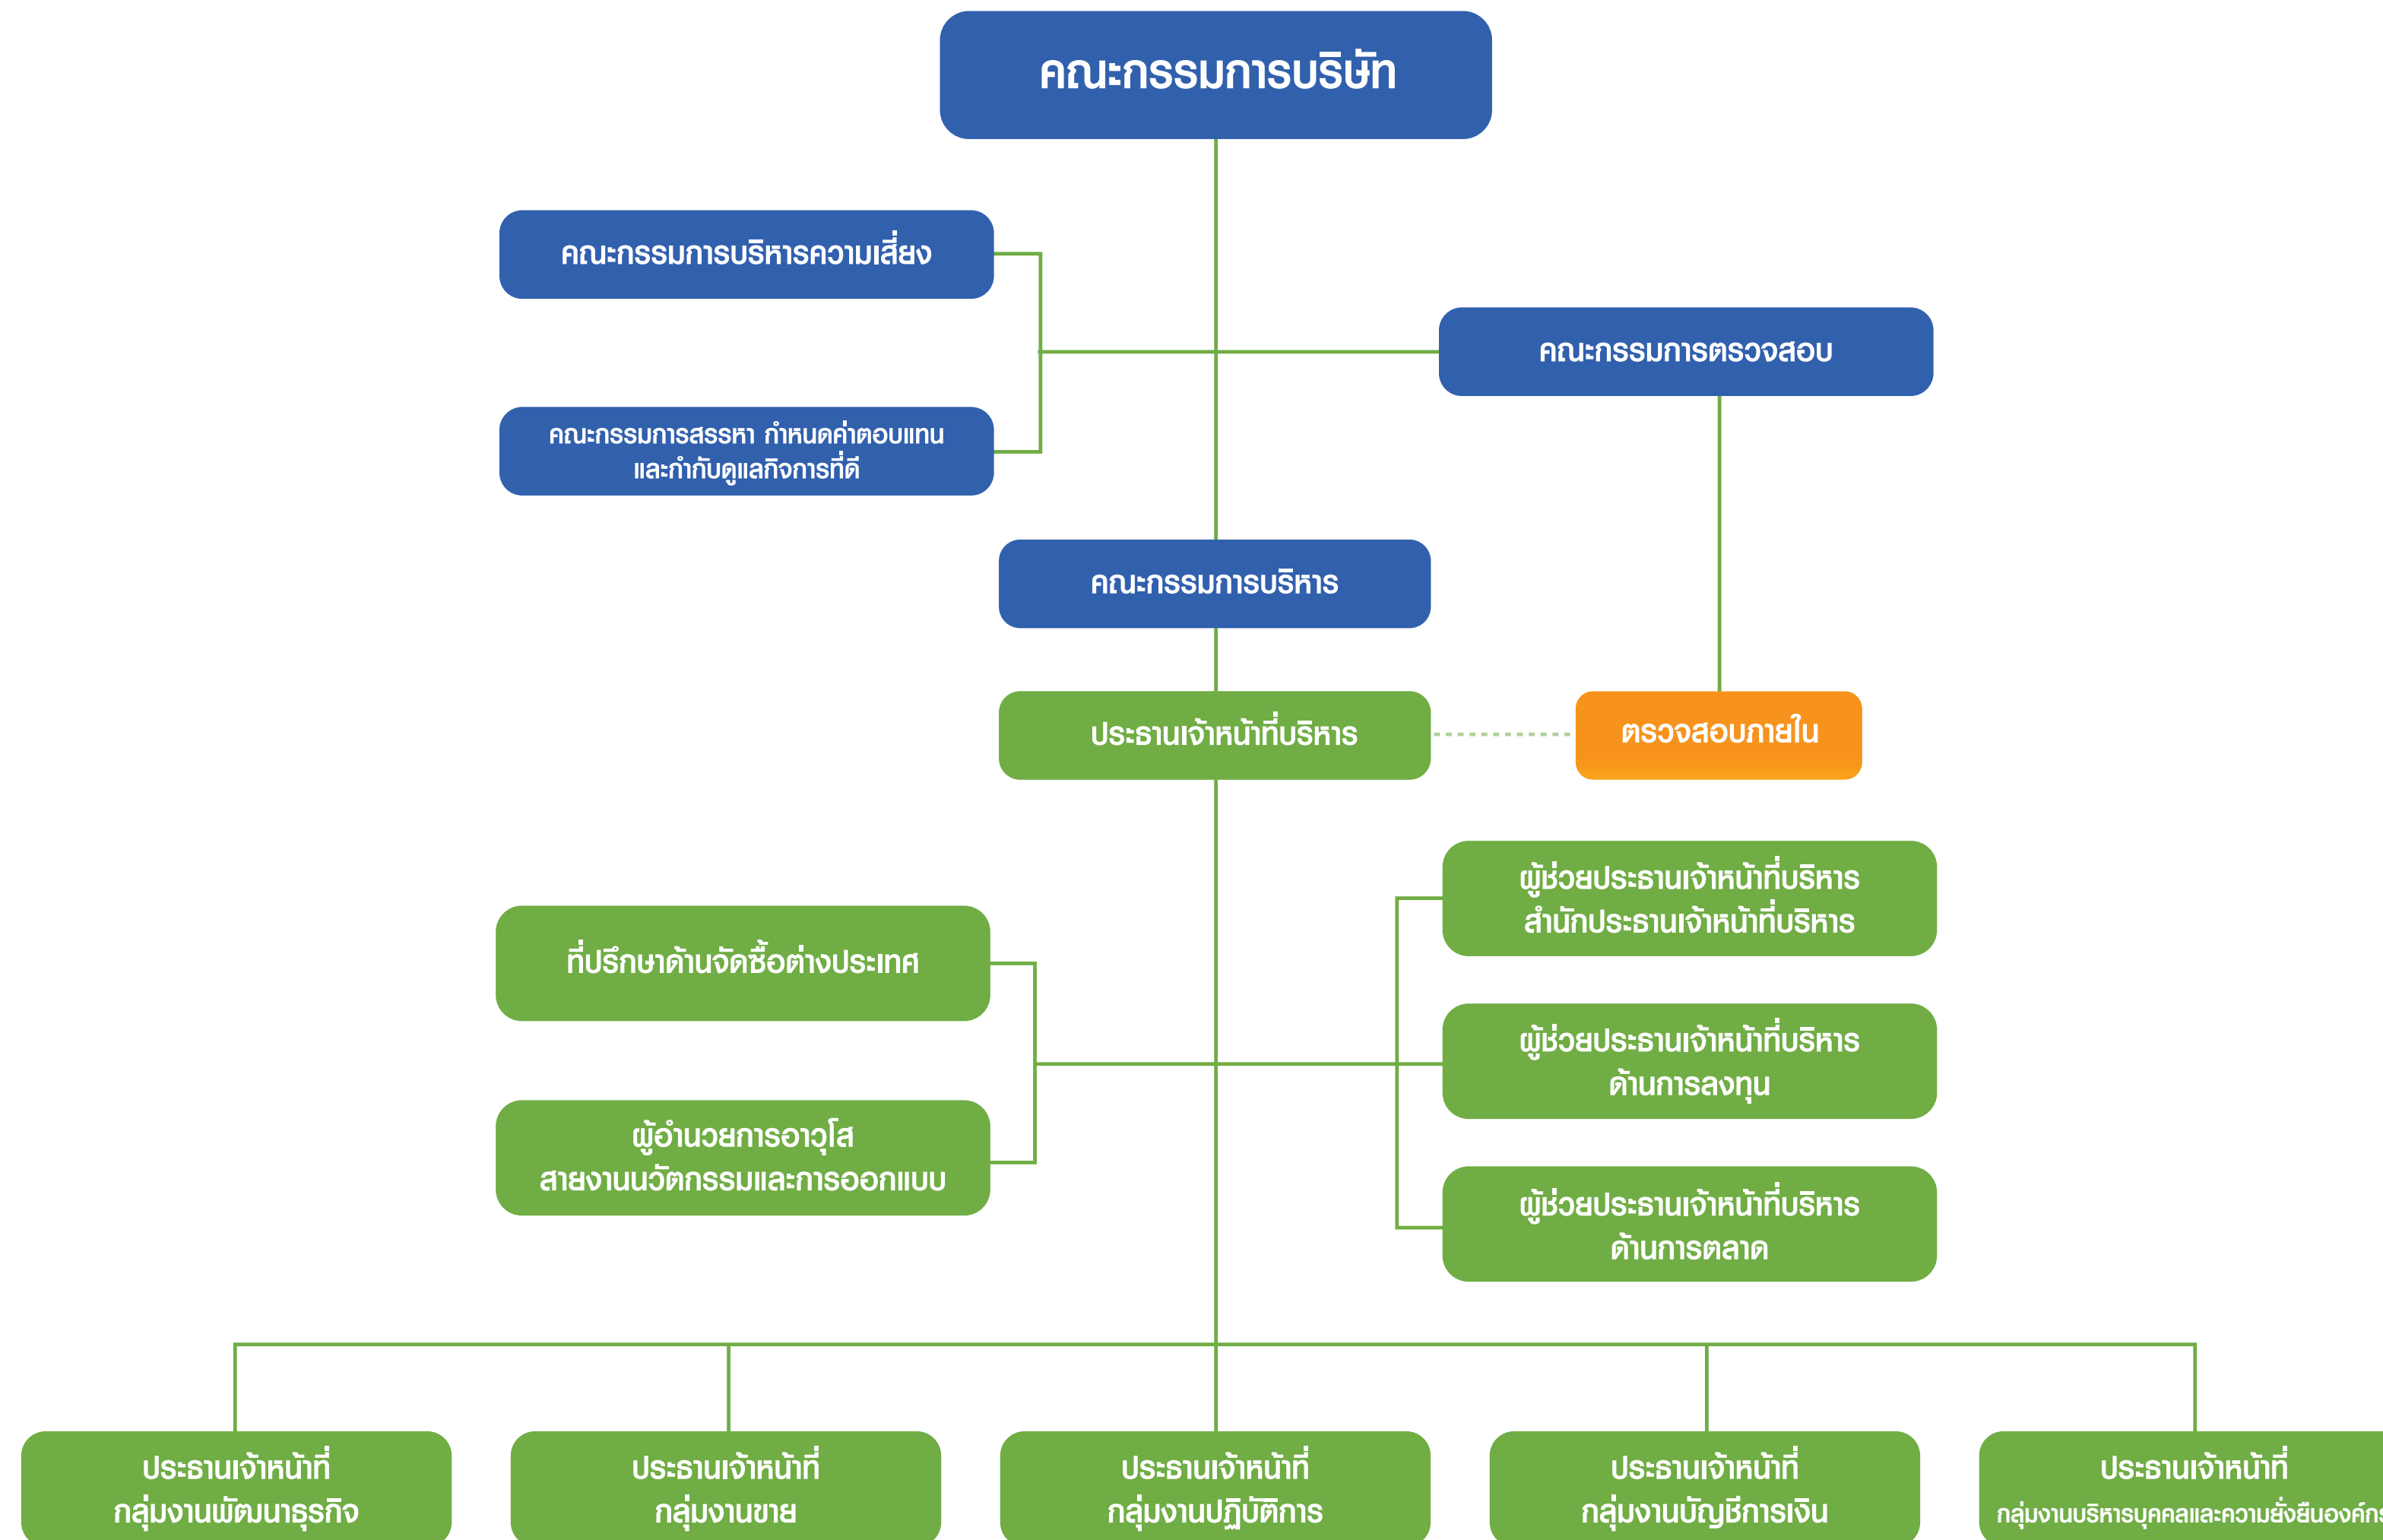 คณะกรรมการบริษัท
คณะกรรมการบริหารความเสี่ยง
คณะกรรมการตรวจสอบ
คณะกรรมการสรรหา กำหนดค่าตอบแทน
และกำกับดูแลกิจการที่ดี
คณะกรรมการบริหาร
ประธานเจ้าหน้าที่บริหาร
ตรวจสอบภายใน
ผู้ช่วยประธานเจ้าหน้าที่บริหาร
สำนักประธานเจ้าหน้าที่บริหาร
ที่ปรึกษาด้านจัดซื้อต่างประเทศ
ผู้ช่วยประธานเจ้าหน้าที่บริหาร
ด้านการลงทุน
ผู้อำนวยการอาวุโส
สายงานนวัตกรรมและการออกแบบ
ผู้ช่วยประธานเจ้าหน้าที่บริหาร
ด้านการตลาด
ประธานเจ้าหน้าที่
กลุ่มงานพัฒนาธุรกิจ
ประธานเจ้าหน้าที่
กลุ่มงานขาย
ประธานเจ้าหน้าที่
กลุ่มงานปฏิบัติการ
ประธานเจ้าหน้าที่
กลุ่มงานบัญชีการเงิน
ประธานเจ้าหน้าที่
กลุ่มงานบริหารบุคคลและความยั่งยืนองค์กร